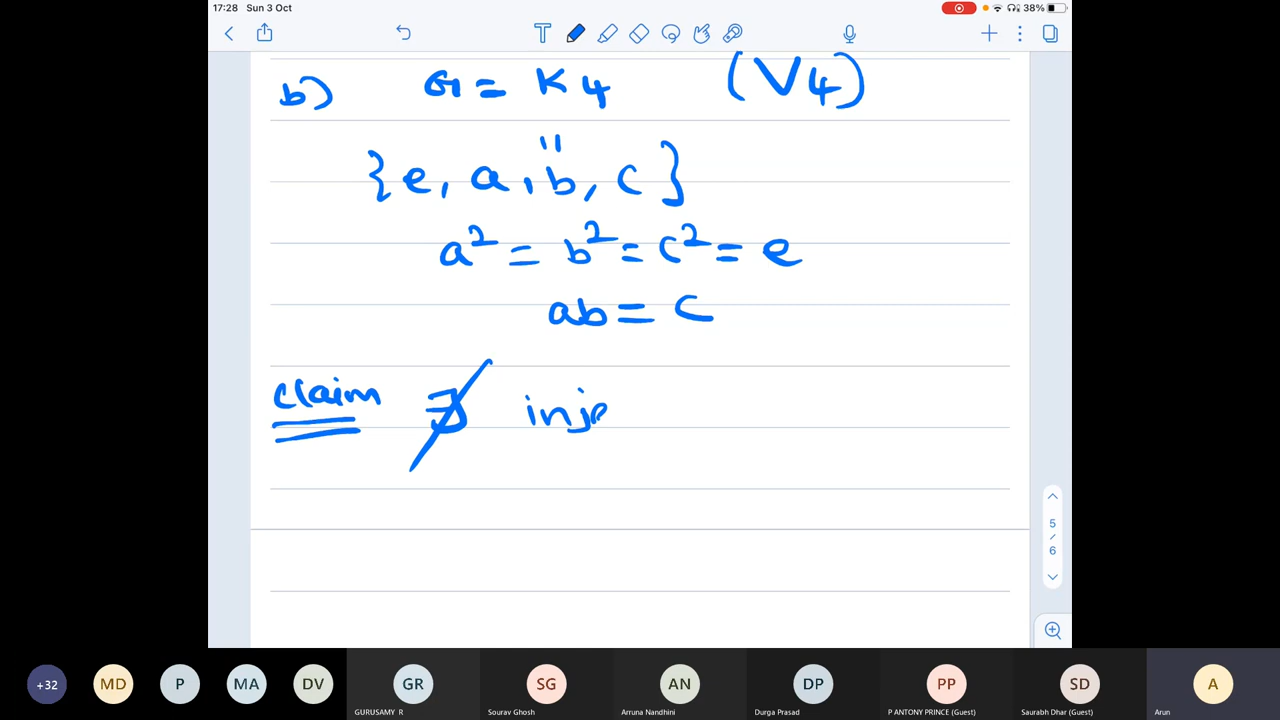 17:28 Sun 3 Oct
38%
b) G = K4 (V4)
"
{e, a, b, c}
a² = b² = c² = e
ab = c
Claim ∄ inje
5
/
6
+32
MD
P
MA
DV
GR
GURUSAMY R
SG
Sourav Ghosh
AN
Arruna Nandhini
DP
Durga Prasad
PP
P ANTONY PRINCE (Guest)
SD
Saurabh Dhar (Guest)
A
Arun